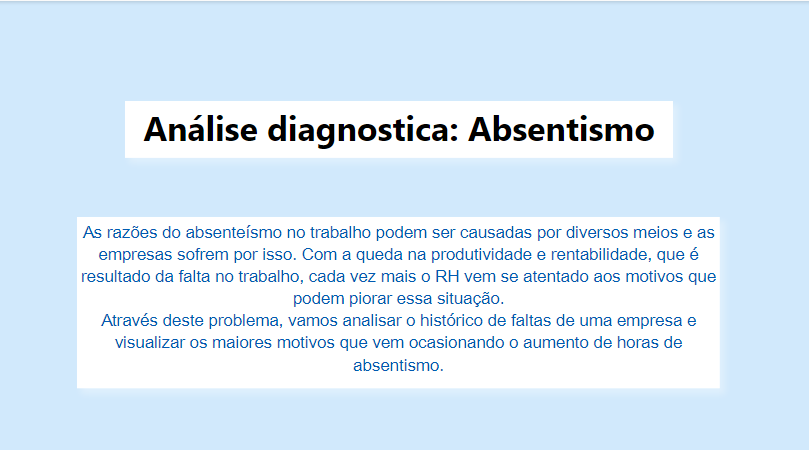 Análise diagnostica: Absentismo
As razões do absenteísmo no trabalho podem ser causadas por diversos meios e as
empresas sofrem por isso. Com a queda na produtividade e rentabilidade, que é
resultado da falta no trabalho, cada vez mais o RH vem se atentado aos motivos que
podem piorar essa situação.
Através deste problema, vamos analisar o histórico de faltas de uma empresa e
visualizar os maiores motivos que vem ocasionando o aumento de horas de
absentismo.